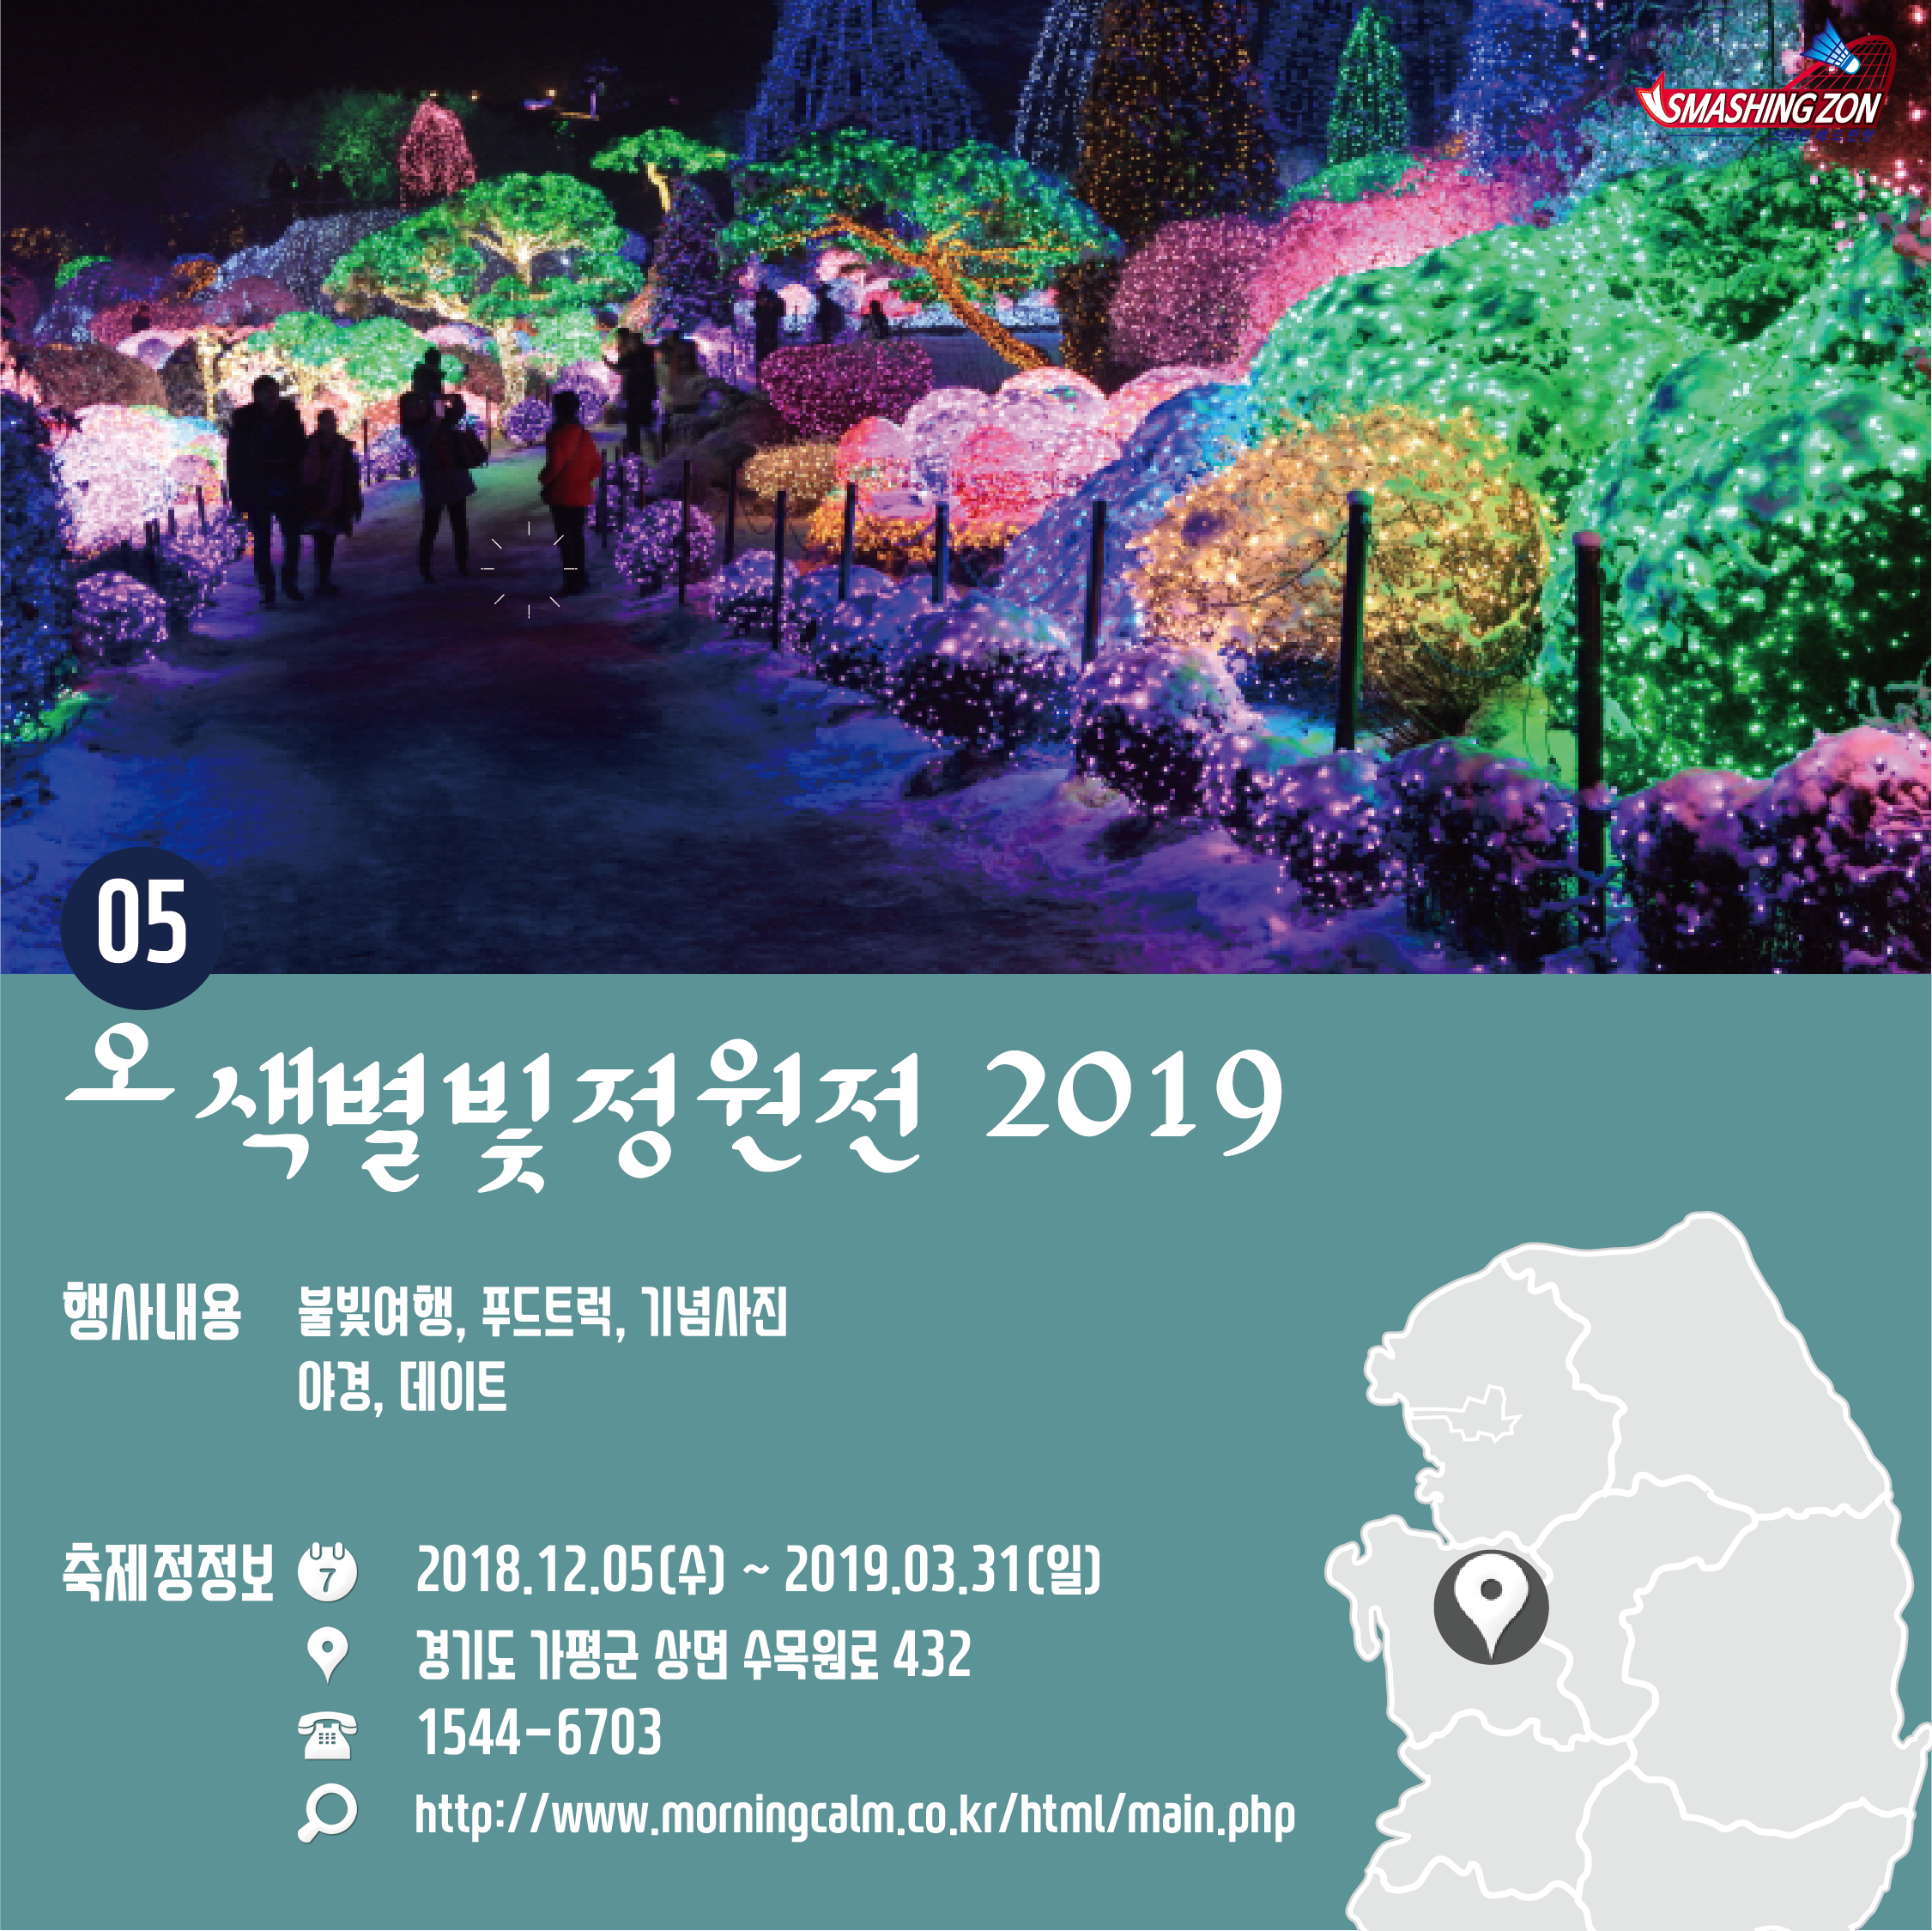 SMASHING ZON
05
오색별빛정원전 2019
행사내용 불빛여행, 푸드트럭, 기념사진
야경, 데이트
축제정정보 7 2018.12.05(수) ~ 2019.03.31(일)
경기도 가평군 상면 수목원로 432
1544-6703
http://www.morningcalm.co.kr/html/main.php